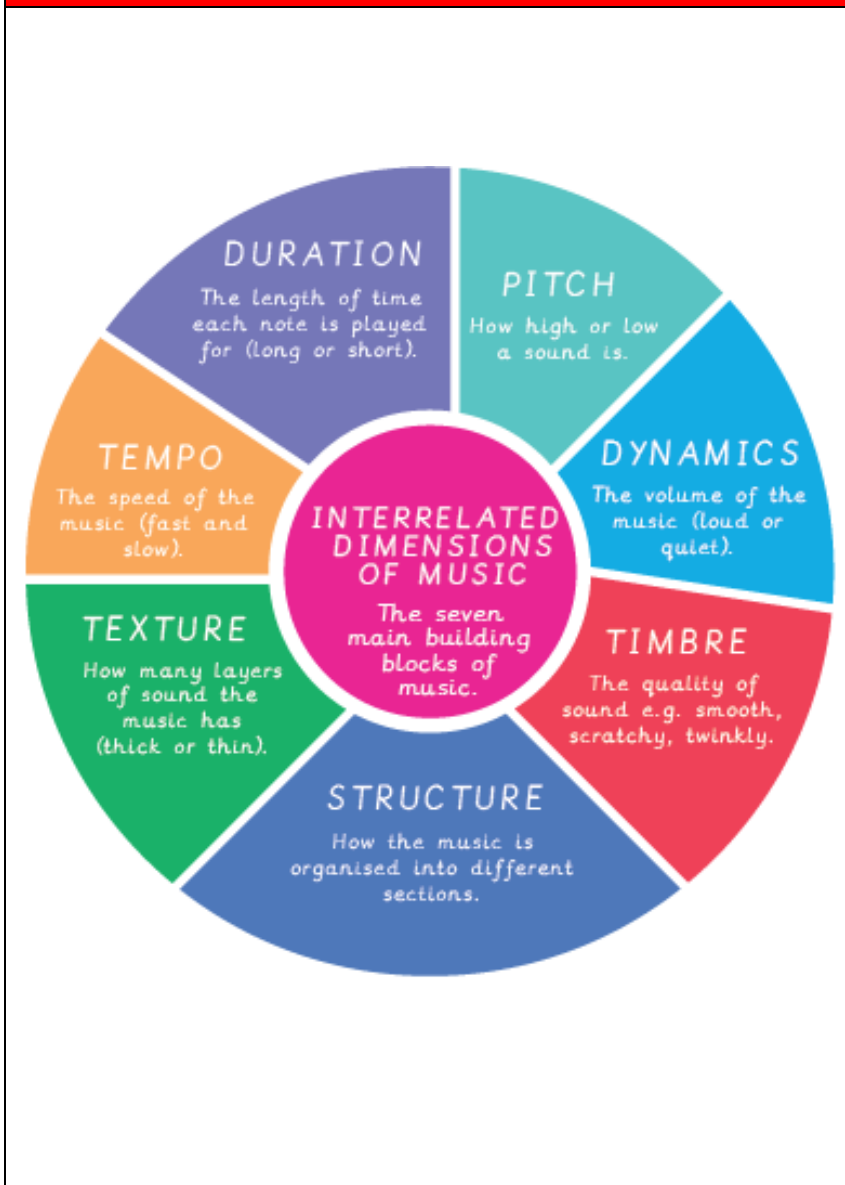 DURATION
The length of time
each note is played
for (long or short).
PITCH
How high or low
a sound is.
DYNAMICS
The volume of the
music (loud or
quiet).
TIMBRE
The quality of
sound e.g. smooth,
scratchy, twinkly.
STRUCTURE
How the music is
organised into different
sections.
TEXTURE
How many layers
of sound the
music has
(thick or thin).
TEMPO
The speed of the
music (fast and
slow).
INTERRELATED
DIMENSIONS
OF MUSIC
The seven
main building
blocks of
music.